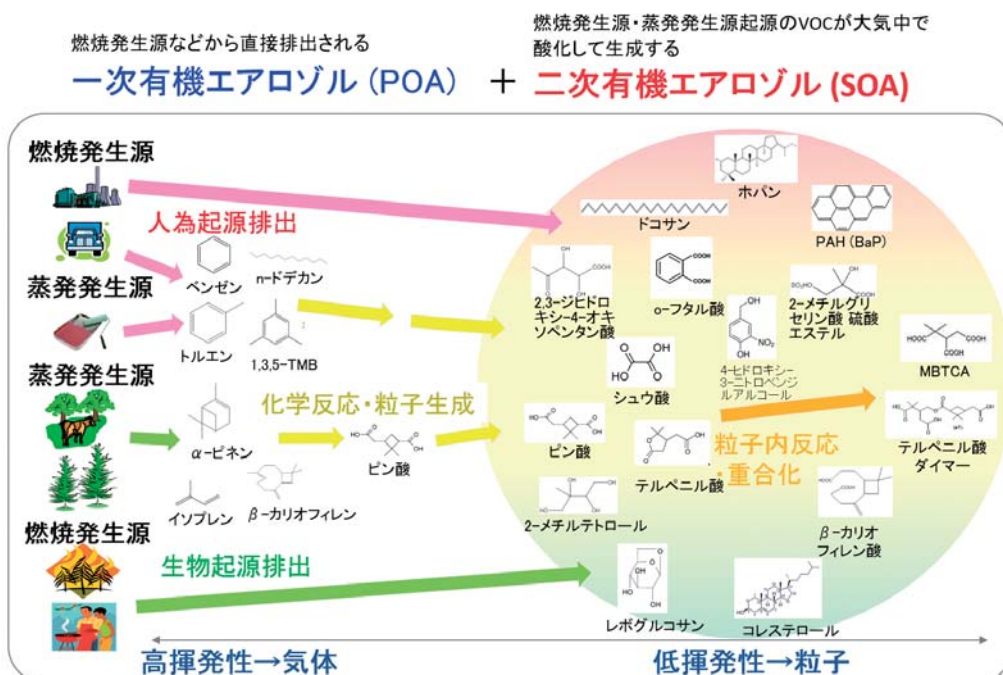 燃焼発生源などから直接排出される
一次有機エアロゾル (POA)
＋
燃焼発生源・蒸発発生源起源のVOCが大気中で
酸化して生成する
二次有機エアロゾル (SOA)
燃焼発生源
人為起源排出
ベンゼン
n-ドデカン
蒸発発生源
トルエン
1,3,5-TMB
蒸発発生源
化学反応・粒子生成
α-ピネン
ピン酸
イソプレン
β-カリオフィレン
燃焼発生源
生物起源排出
ホパン
ドコサン
PAH (BaP)
2,3-ジヒドロ
キシ-4-オキ
ソペンタン酸
o-フタル酸
2-メチルグリ
セリン酸 硫酸
エステル
4-ヒドロキシ-
3-ニトロベンジ
ルアルコール
MBTCA
シュウ酸
ピン酸
テルペニル酸
粒子内反応
・重合化
テルペニル酸
ダイマー
2-メチルテトロール
β-カリオ
フィレン酸
レボグルコサン
コレステロール
高揮発性→気体
低揮発性→粒子